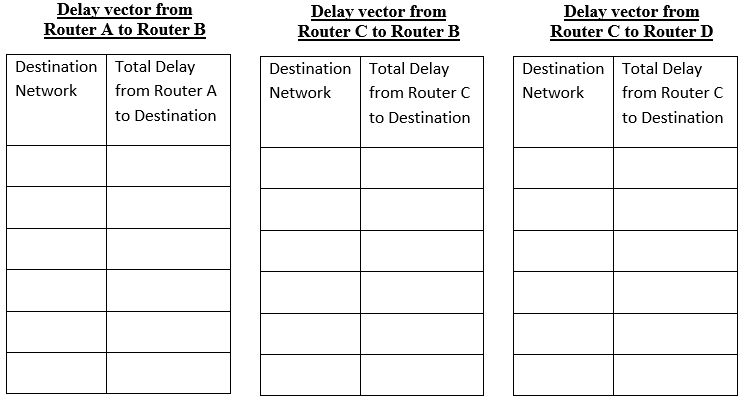 Delay vector from
Router A to Router B
Destination Network
Total Delay from Router A to Destination
Delay vector from
Router C to Router B
Destination Network
Total Delay from Router C to Destination
Delay vector from
Router C to Router D
Destination Network
Total Delay from Router C to Destination